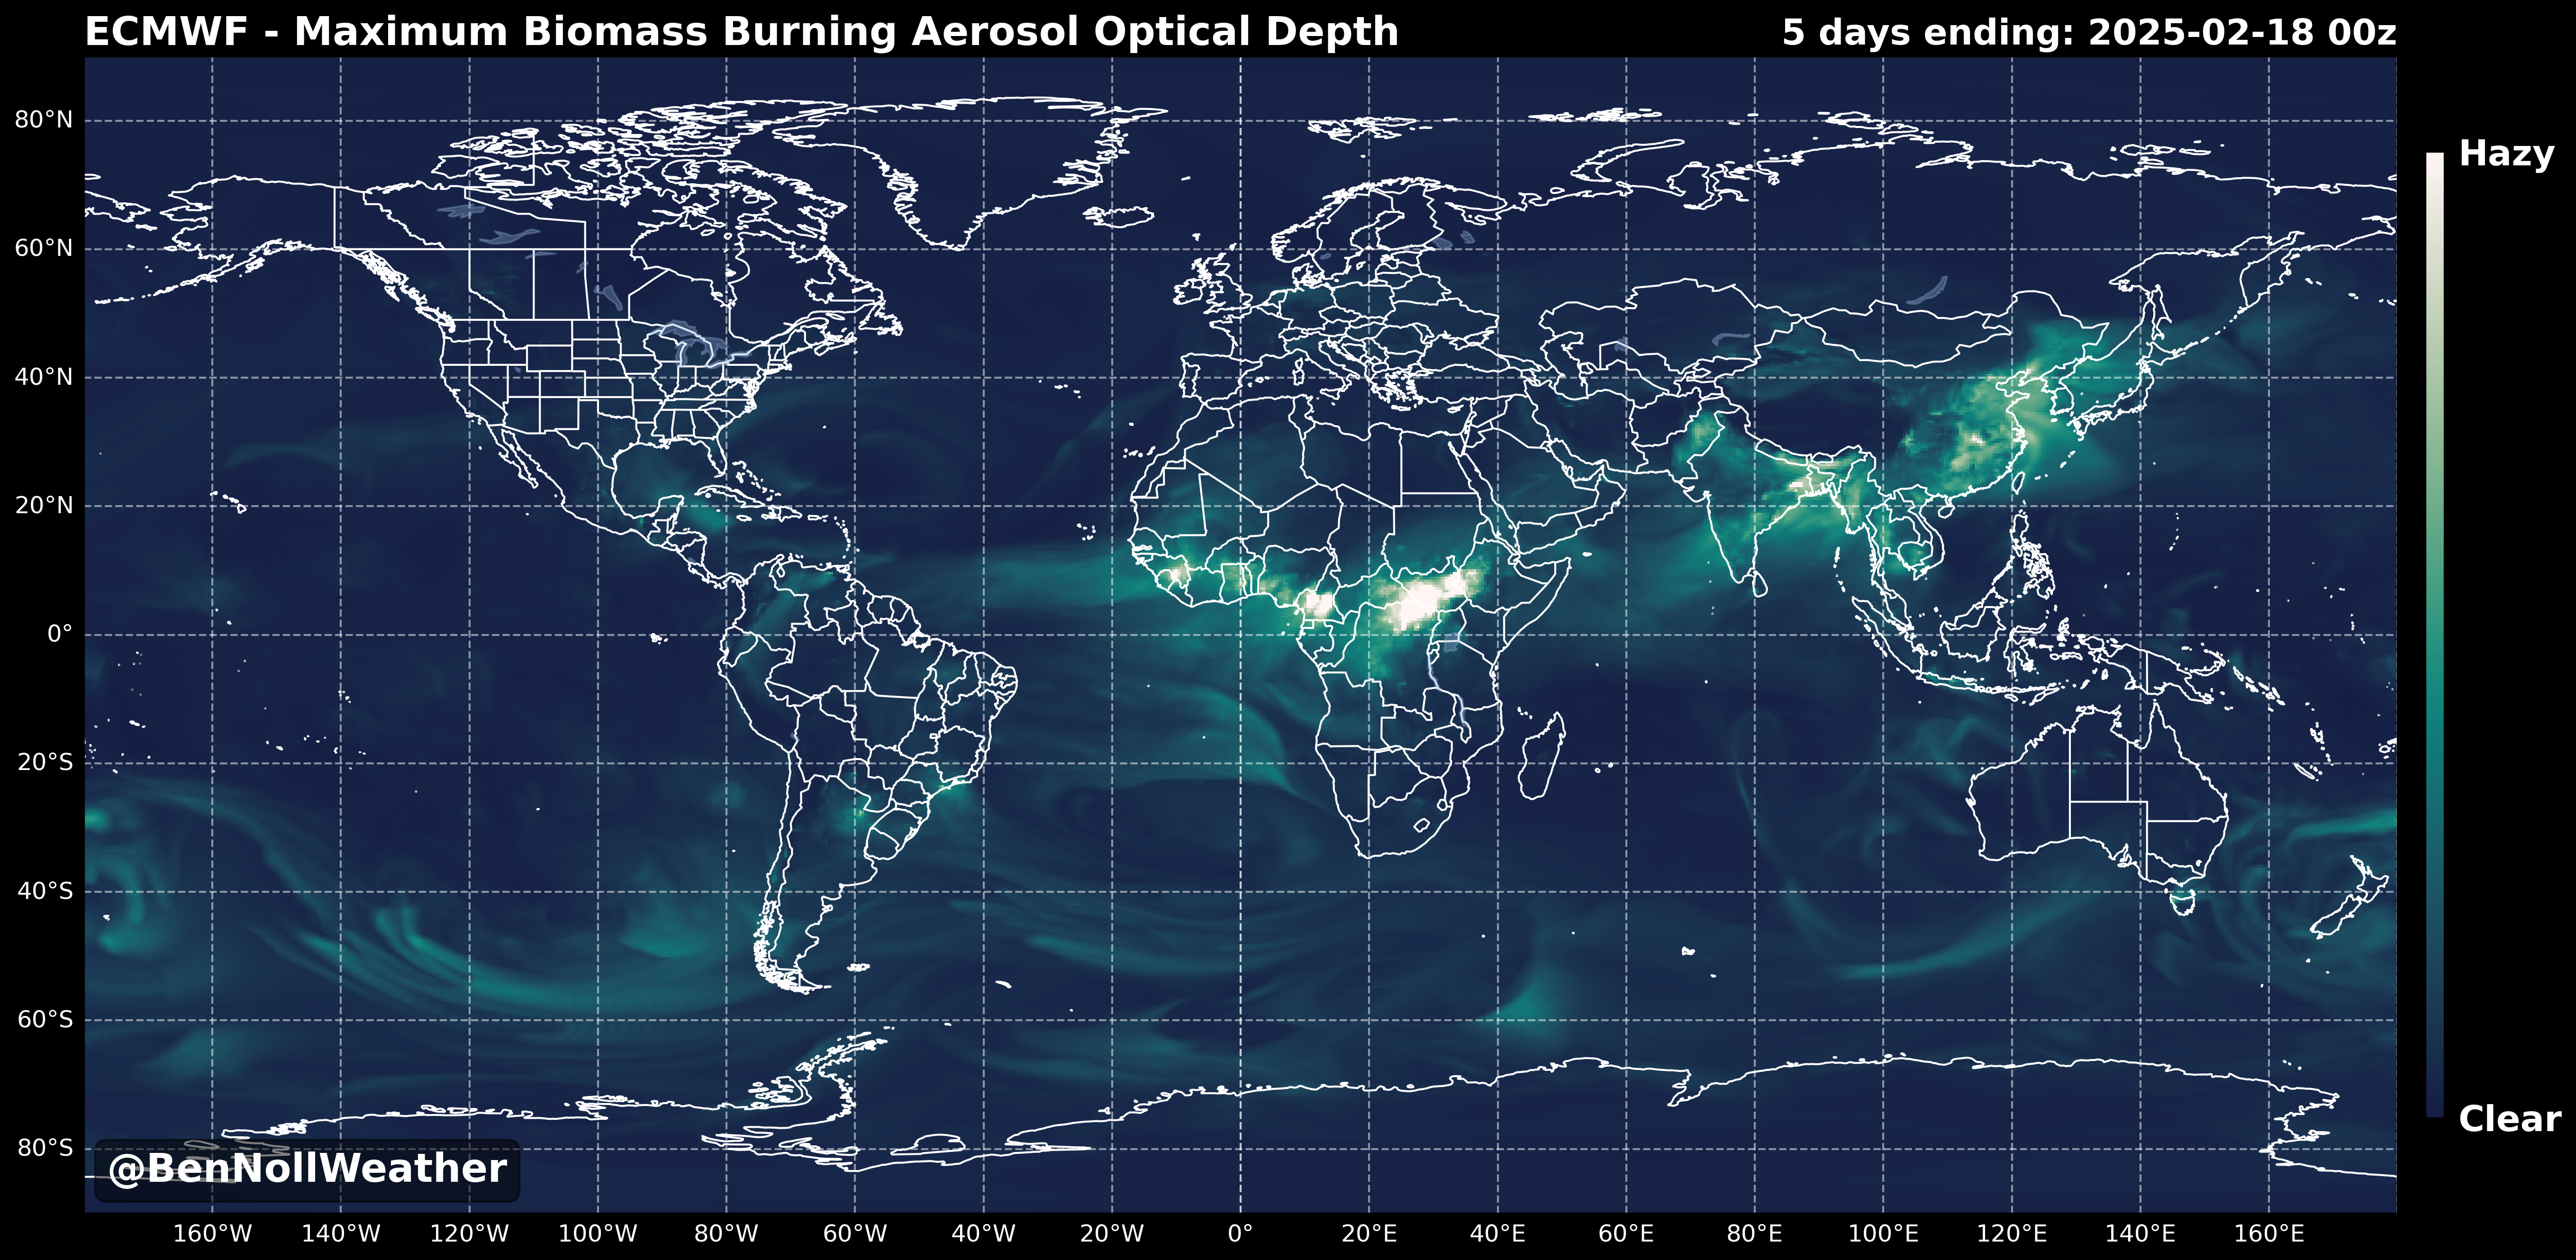 ECMWF - Maximum Biomass Burning Aerosol Optical Depth
5 days ending: 2025-02-18 00z
80°N
60°N
40°N
20°N
0°
20°S
40°S
60°S
80°S
Hazy
Clear
@BenNollWeather
160°W 140°W 120°W 100°W 80°W 60°W 40°W 20°W 0° 20°E 40°E 60°E 80°E 100°E 120°E 140°E 160°E